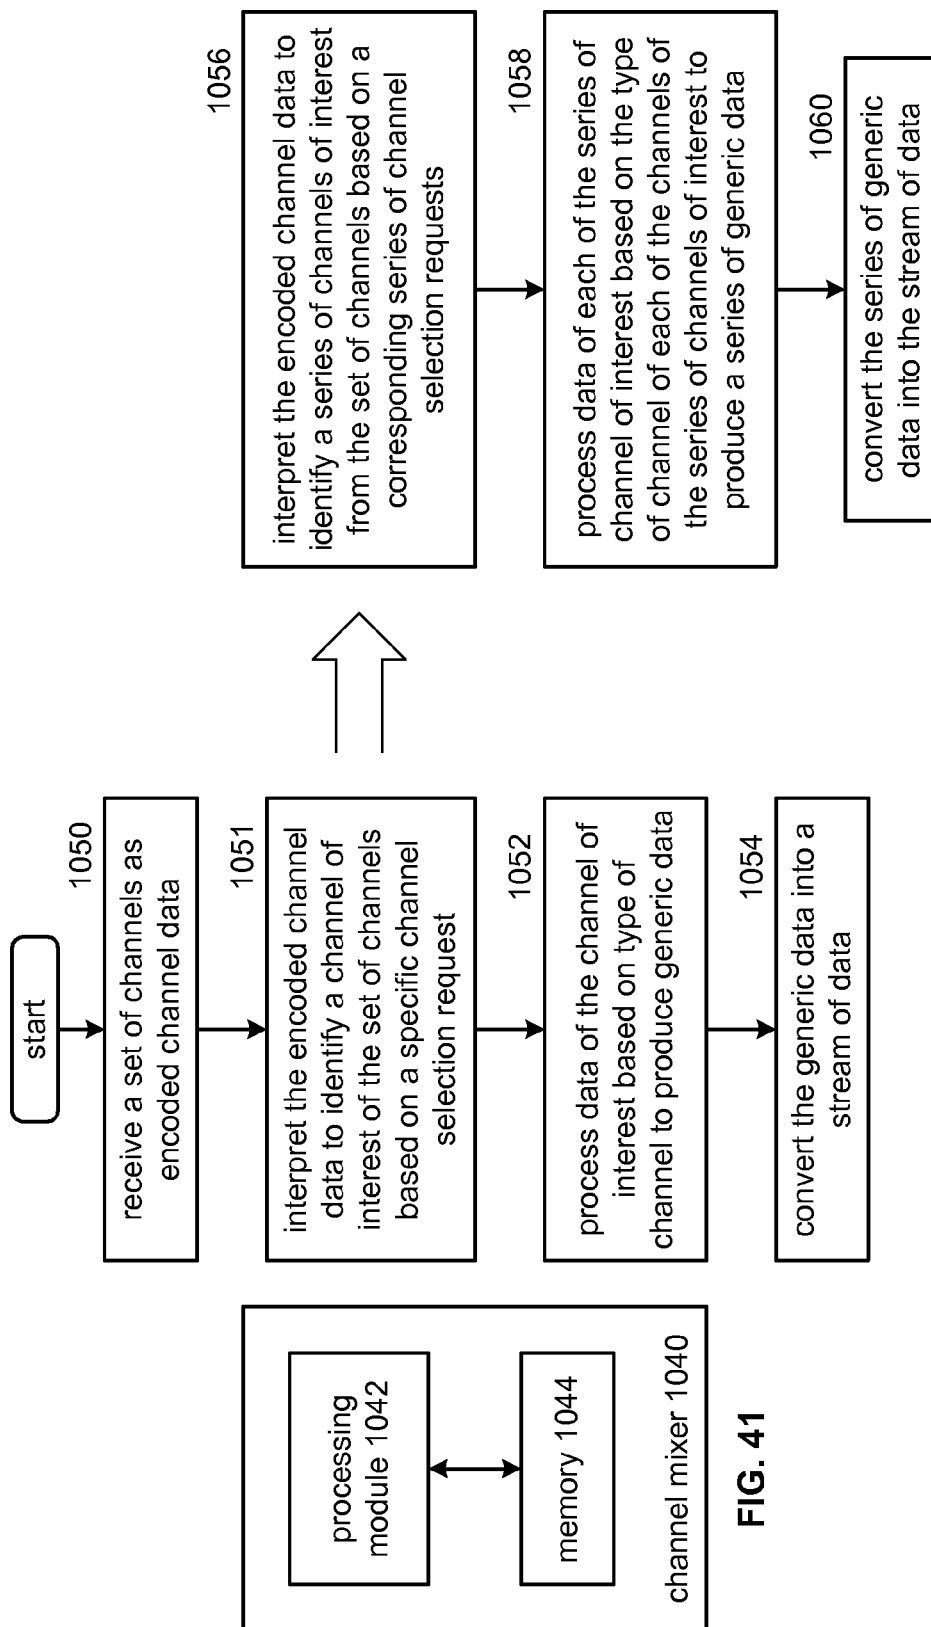 processing
module 1042
memory 1044
channel mixer 1040
FIG. 41
start
1050
receive a set of channels as
encoded channel data
1051
interpret the encoded channel
data to identify a channel of
interest of the set of channels
based on a specific channel
selection request
1052
process data of the channel of
interest based on type of
channel to produce generic data
1054
convert the generic data into a
stream of data
1056
interpret the encoded channel data to
identify a series of channels of interest
from the set of channels based on a
corresponding series of channel
selection requests
1058
process data of each of the series of
channel of interest based on the type
of channel of each of the channels of
the series of channels of interest to
produce a series of generic data
1060
convert the series of generic
data into the stream of data